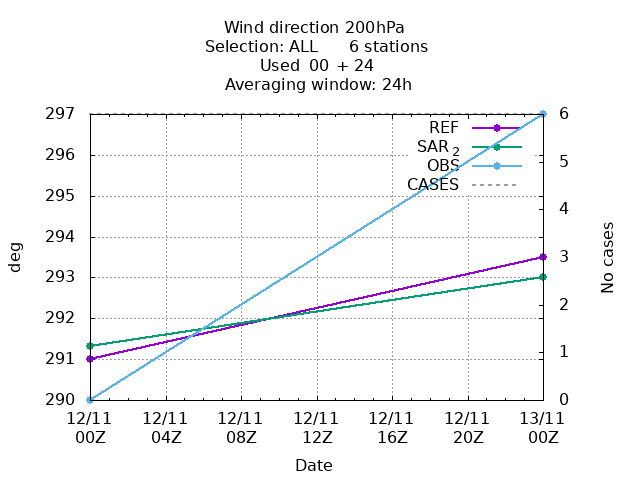 Wind direction 200hPa
Selection: ALL 6 stations
Used 00 + 24
Averaging window: 24h
297
296
295
294
293
292
291
290
deg
6
5
4
3
2
1
0
No cases
REF
SAR 2
OBS
CASES
12/11 12/11 12/11 12/11 12/11 12/11 13/11
00Z 04Z 08Z 12Z 16Z 20Z 00Z
Date